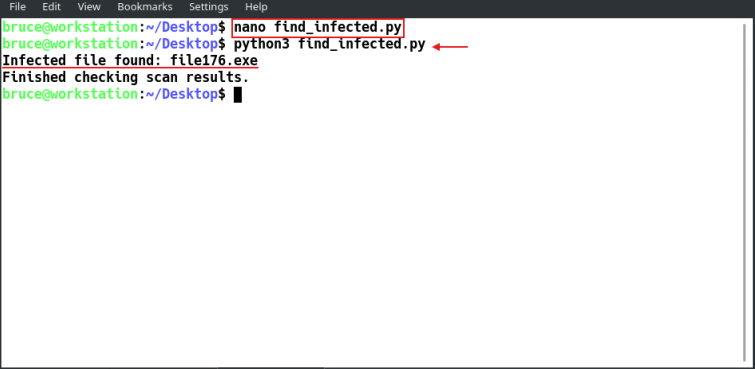 File Edit View Bookmarks Settings Help
bruce@workstation:~/Desktop$ nano find_infected.py
bruce@workstation:~/Desktop$ python3 find_infected.py
Infected file found: file176.exe
Finished checking scan results.
bruce@workstation:~/Desktop$